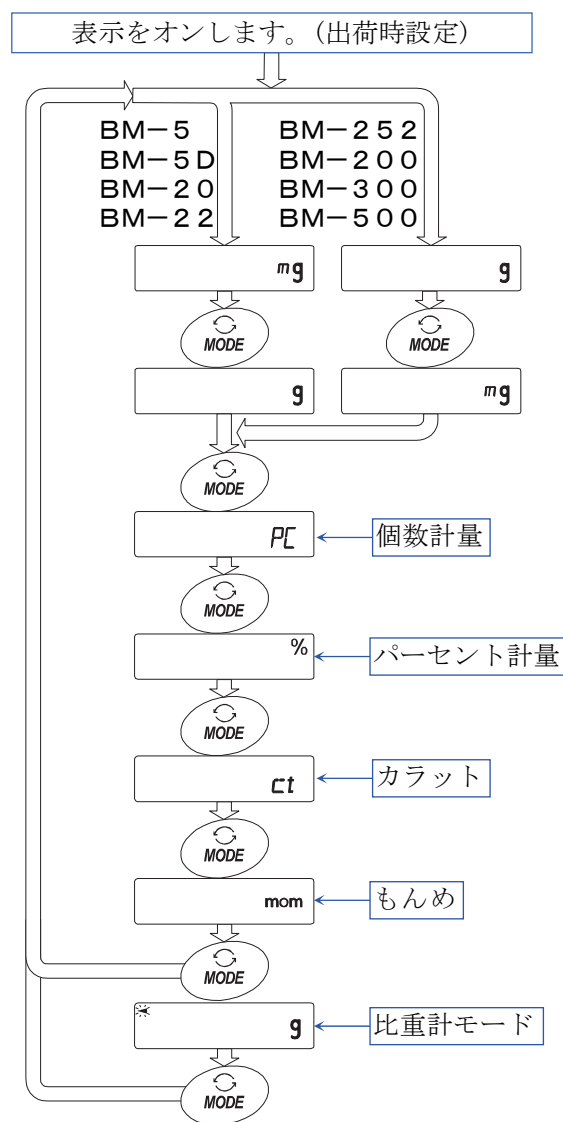 表示をオンします。(出荷時設定)
BM-5
BM-5D
BM-20
BM-22
BM-252
BM-200
BM-300
BM-500
mg
g
MODE
MODE
g
mg
MODE
PC
個数計量
MODE
%
パーセント計量
MODE
ct
カラット
MODE
mom
もんめ
MODE
g
比重計モード
MODE